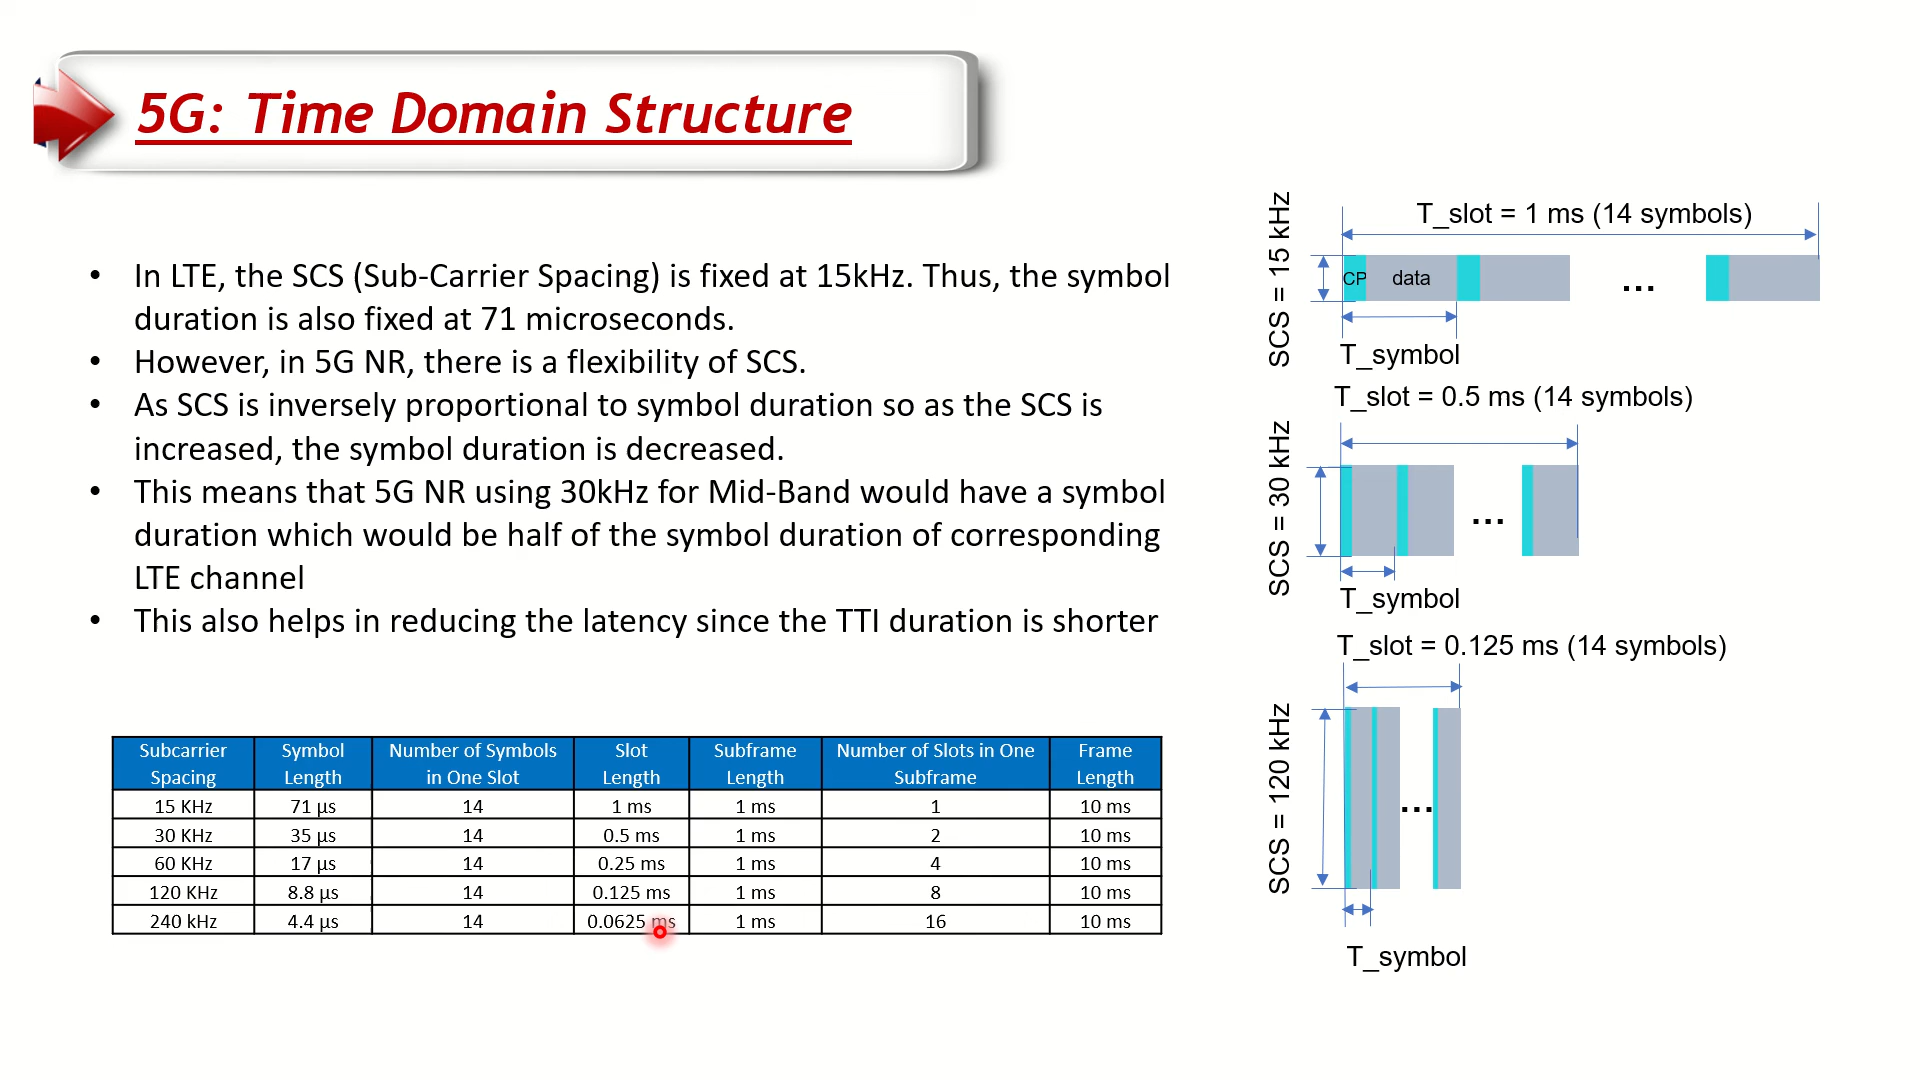 5G: Time Domain Structure
• In LTE, the SCS (Sub-Carrier Spacing) is fixed at 15kHz. Thus, the symbol
duration is also fixed at 71 microseconds.
• However, in 5G NR, there is a flexibility of SCS.
• As SCS is inversely proportional to symbol duration so as the SCS is
increased, the symbol duration is decreased.
• This means that 5G NR using 30kHz for Mid-Band would have a symbol
duration which would be half of the symbol duration of corresponding
LTE channel
• This also helps in reducing the latency since the TTI duration is shorter
Subcarrier Spacing Symbol Length Number of Symbols in One Slot Slot Length Subframe Length Number of Slots in One Subframe Frame Length
15 KHz 71 µs 14 1 ms 1 ms 1 10 ms
30 KHz 35 µs 14 0.5 ms 1 ms 2 10 ms
60 KHz 17 µs 14 0.25 ms 1 ms 4 10 ms
120 KHz 8.8 µs 14 0.125 ms 1 ms 8 10 ms
240 kHz 4.4 µs 14 0.0625 ms 1 ms 16 10 ms
SCS = 15 kHz
T_slot = 1 ms (14 symbols)
CP data ...
T_symbol
T_slot = 0.5 ms (14 symbols)
SCS = 30 kHz
...
T_symbol
T_slot = 0.125 ms (14 symbols)
SCS = 120 kHz
...
T_symbol